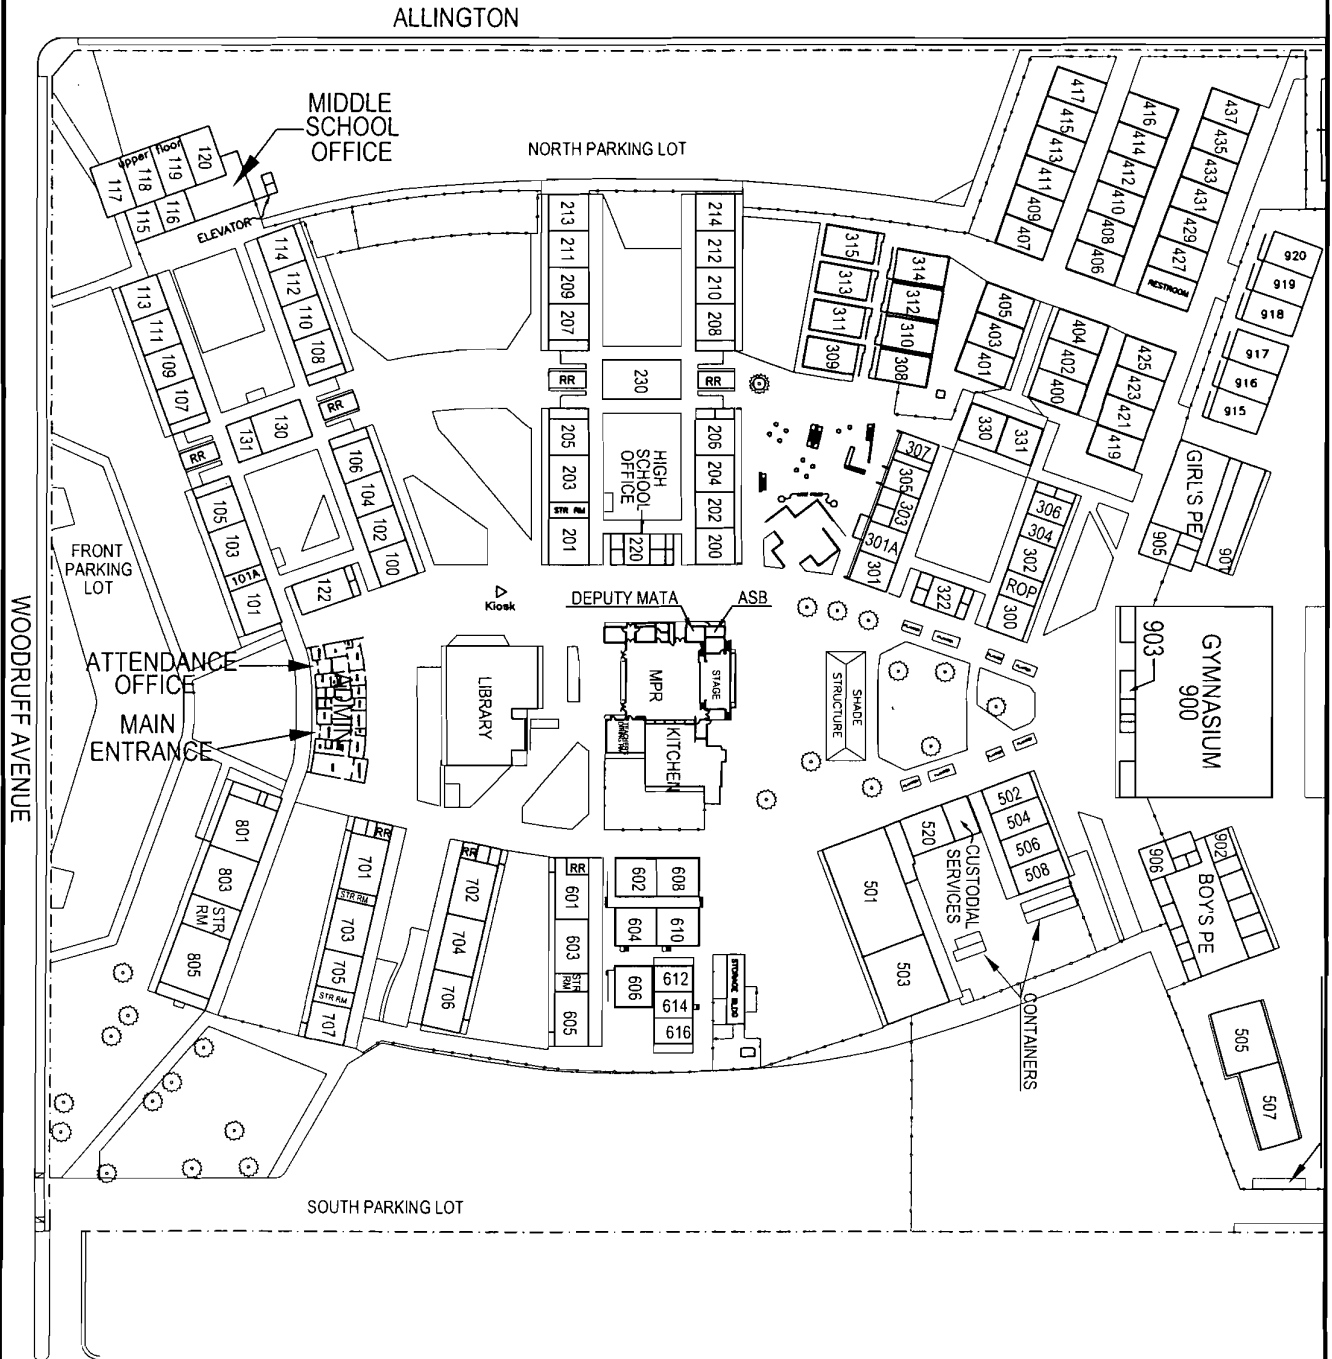 ALLINGTON
MIDDLE
SCHOOL
OFFICE
NORTH PARKING LOT
upper floor
117
118
119
120
115
116
ELEVATOR
114
112
110
108
113
111
109
107
RR
RR
131
130
106
104
102
100
105
103
101A
101
122
FRONT
PARKING
LOT
WOODRUFF AVENUE
ATTENDANCE
OFFICE
MAIN
ENTRANCE
ADMIN
213
211
209
207
RR
205
203
STR RM
201
230
HIGH
SCHOOL
OFFICE
220
214
212
210
208
RR
206
204
202
200
Kiosk
DEPUTY MATA
ASB
LIBRARY
MPR
STAGE
KITCHEN
SHADE
STRUCTURE
315
313
311
309
314
312
310
308
307
305
303
301A
301
330
331
306
304
302
ROP
300
322
405
403
401
404
402
400
425
423
421
419
417
415
413
411
409
407
416
414
412
410
408
406
437
435
433
431
429
427
RESTROOM
920
919
918
917
916
915
GIRL'S PE
905
901
903
GYMNASIUM
900
906
902
BOY'S PE
505
507
502
504
506
508
520
CUSTODIAL
SERVICES
501
503
CONTAINERS
801
803
STR
RM
805
RR
701
STR RM
703
705
STR RM
707
RR
702
704
706
RR
601
603
STR
RM
605
602
608
604
610
606
612
614
616
STORAGE BLDG
SOUTH PARKING LOT